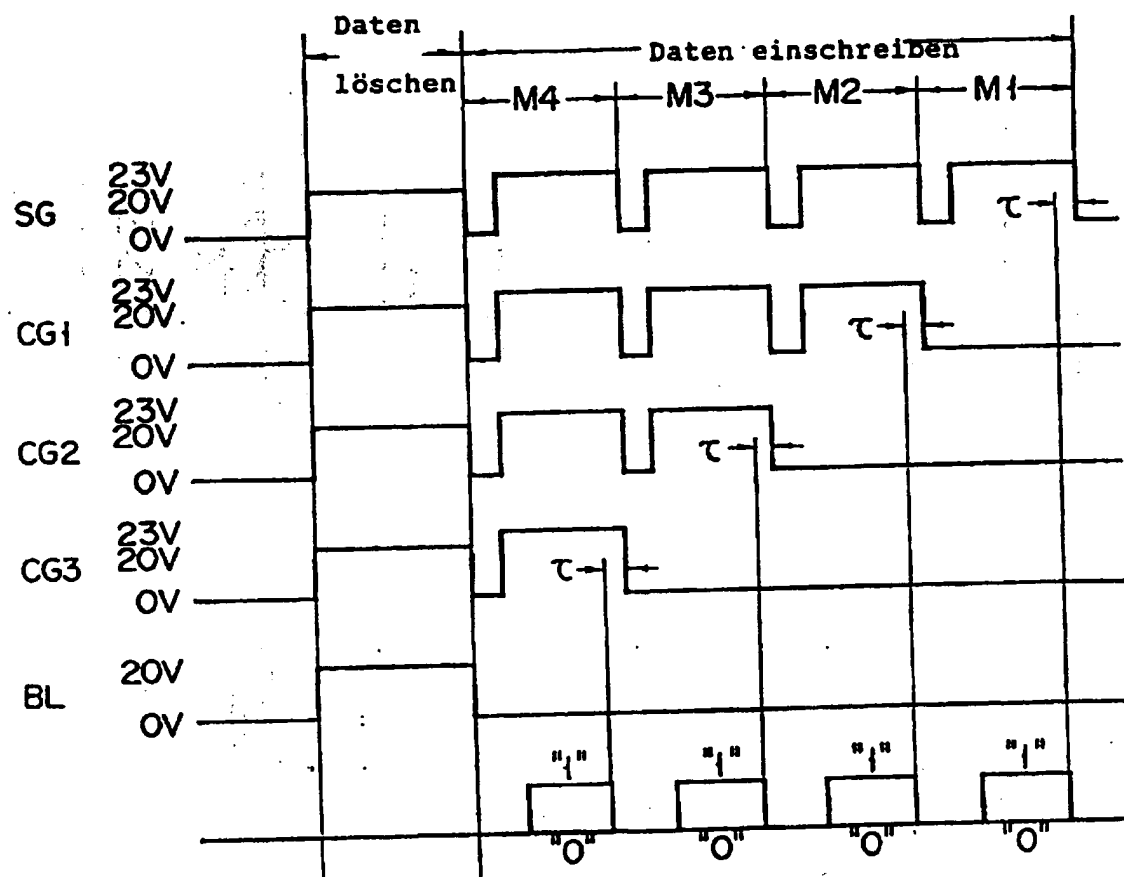 Daten
Daten einschreiben
löschen
M4 M3 M2 M1
SG 23V
20V
0V
τ
CG1 23V
20V
0V
τ
CG2 23V
20V
0V
τ
CG3 23V
20V
0V
τ
BL 20V
0V
"1" "1" "1" "1"
"0" "0" "0" "0"